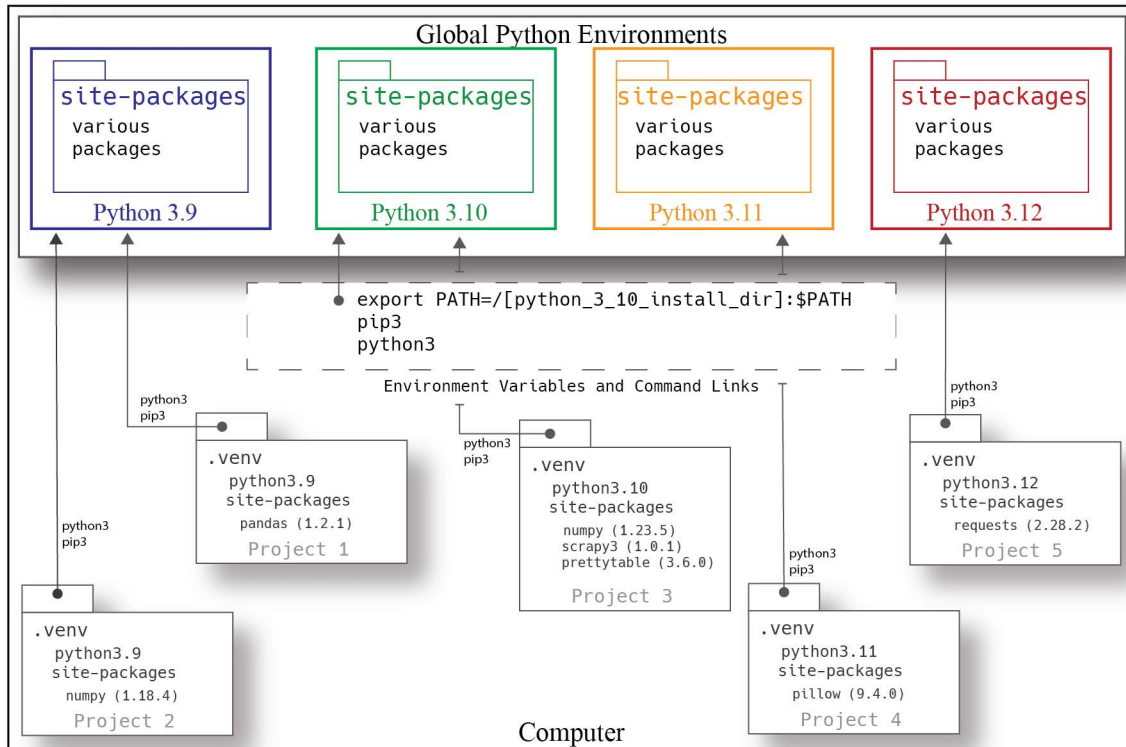 Global Python Environments
site-packages
various
packages
Python 3.9
site-packages
various
packages
Python 3.10
site-packages
various
packages
Python 3.11
site-packages
various
packages
Python 3.12
export PATH=/[python_3_10_install_dir]:$PATH
pip3
python3
Environment Variables and Command Links
python3
pip3
.venv
python3.9
site-packages
pandas (1.2.1)
Project 1
python3
pip3
.venv
python3.9
site-packages
numpy (1.18.4)
Project 2
python3
pip3
.venv
python3.10
site-packages
numpy (1.23.5)
scrapy3 (1.0.1)
prettytable (3.6.0)
Project 3
python3
pip3
.venv
python3.11
site-packages
pillow (9.4.0)
Project 4
python3
pip3
.venv
python3.12
site-packages
requests (2.28.2)
Project 5
Computer